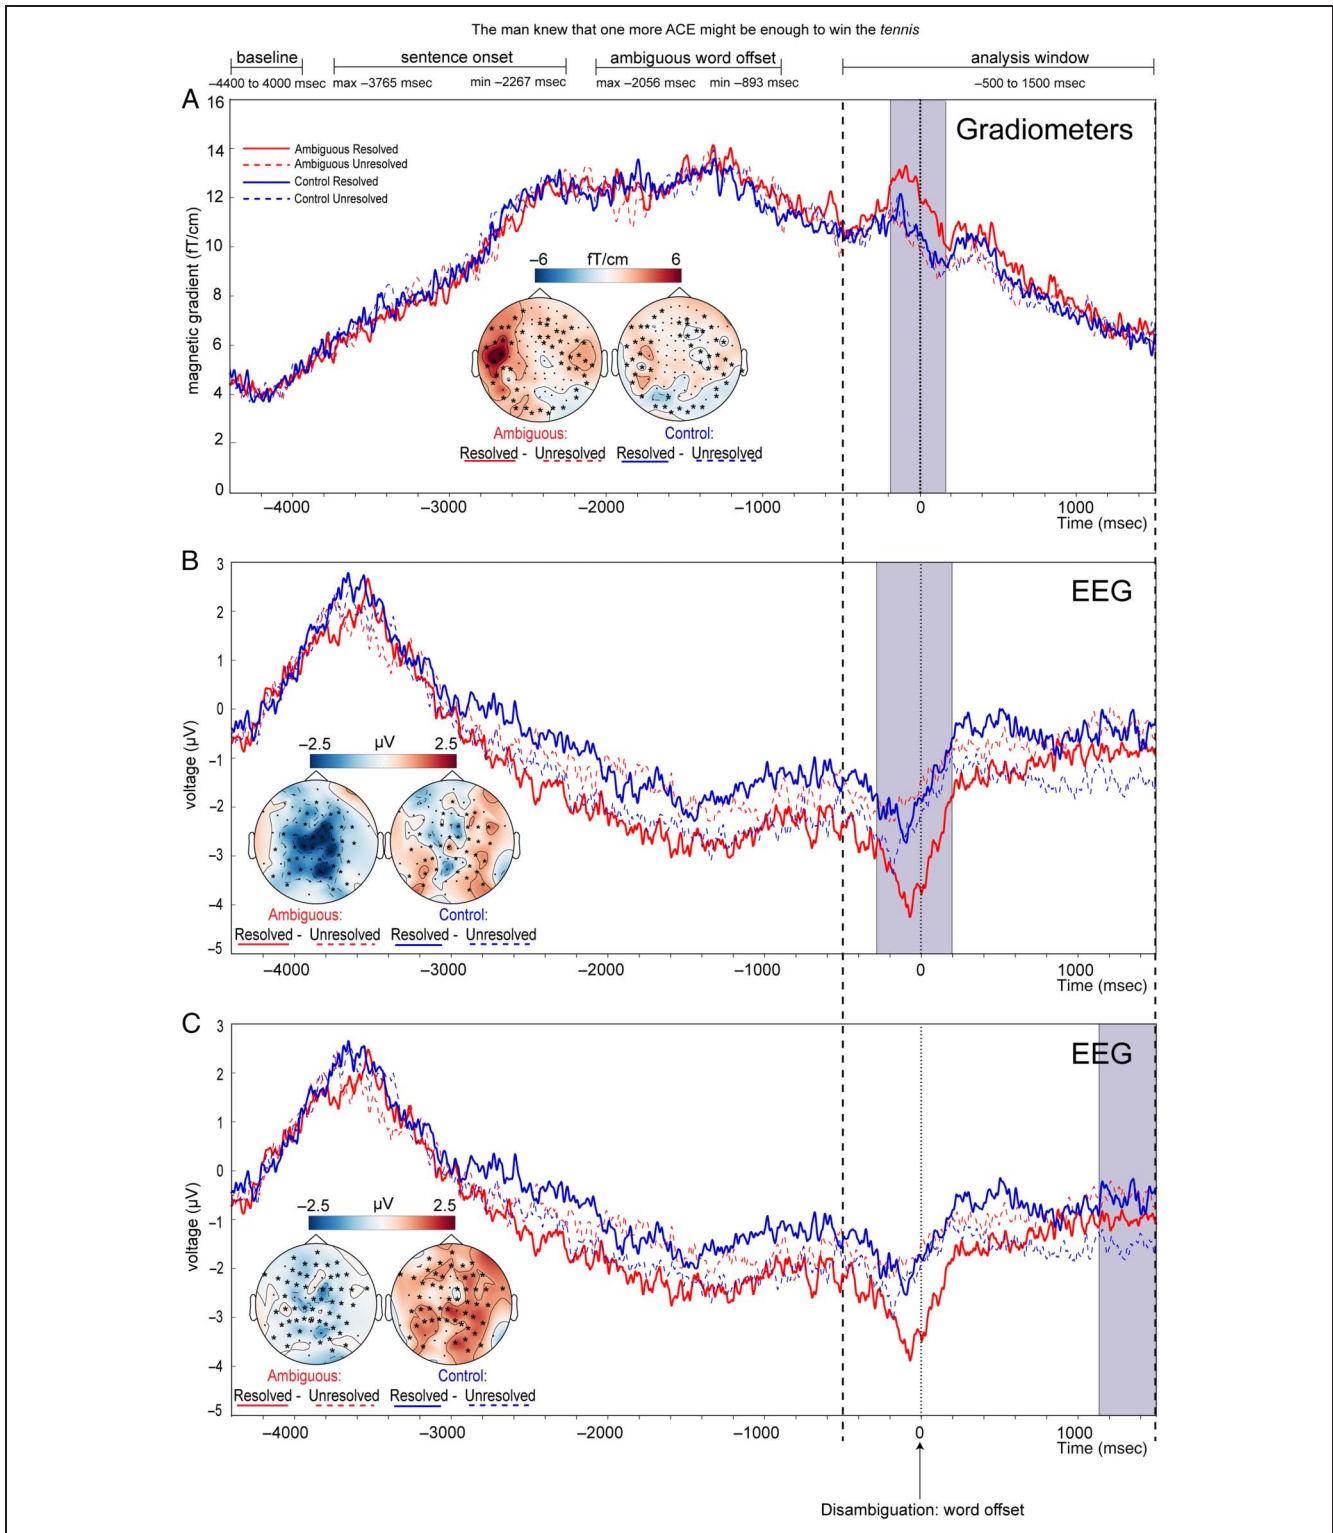 The man knew that one more ACE might be enough to win the tennis
baseline sentence onset ambiguous word offset analysis window
–4400 to 4000 msec max –3765 msec min –2267 msec max –2056 msec min –893 msec –500 to 1500 msec
A
Gradiometers
Ambiguous Resolved
Ambiguous Unresolved
Control Resolved
Control Unresolved
magnetic gradient (fT/cm)
16
14
12
10
8
6
4
2
0
–6 fT/cm 6
Ambiguous: Control:
Resolved - Unresolved Resolved - Unresolved
–4000 –3000 –2000 –1000 0 1000
Time (msec)
B
EEG
voltage (µV)
3
2
1
0
–1
–2
–3
–4
–5
–2.5 µV 2.5
Ambiguous: Control:
Resolved - Unresolved Resolved - Unresolved
–4000 –3000 –2000 –1000 0 1000
Time (msec)
C
EEG
voltage (µV)
3
2
1
0
–1
–2
–3
–4
–5
–2.5 µV 2.5
Ambiguous: Control:
Resolved - Unresolved Resolved - Unresolved
–4000 –3000 –2000 –1000 0 1000
Time (msec)
Disambiguation: word offset